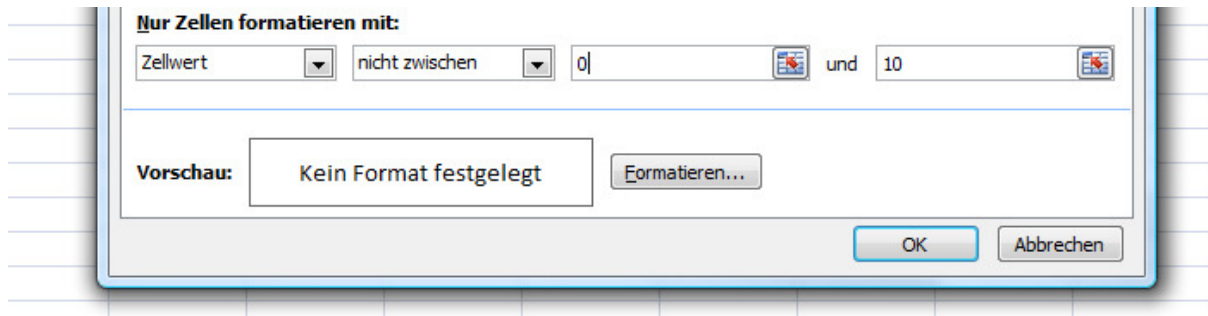 Nur Zellen formatieren mit:
Zellwert nicht zwischen 0 und 10
Vorschau: Kein Format festgelegt Formatieren...
OK Abbrechen